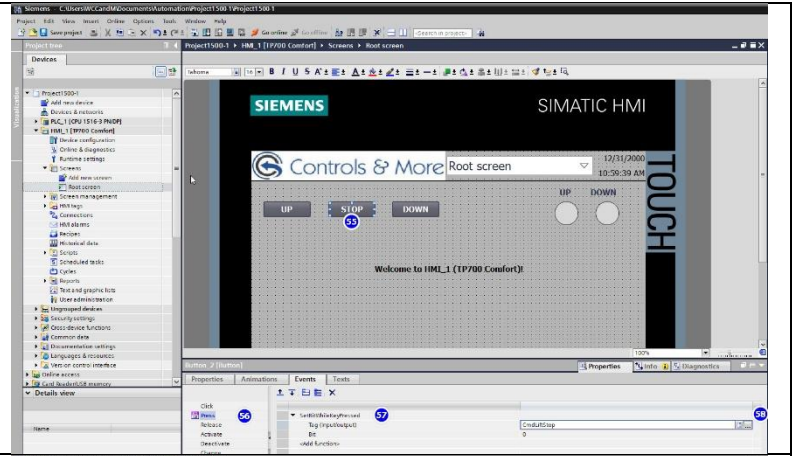 Siemens - C:\Users\WCCandM\Documents\Automation\Project1500-1\Project1500-1
Project Edit View Insert Online Options Tools Window Help
Save project
Go online
Go offline
Project tree
Project1500-1 ▸ HMI_1 [TP700 Comfort] ▸ Screens ▸ Root screen
Devices
Tahoma
Project1500-1
Add new device
Devices & networks
PLC_1 [CPU 1516-3 PN/DP]
HMI_1 [TP700 Comfort]
Device configuration
Online & diagnostics
Runtime settings
Screens
Add new screen
Root screen
Screen management
HMI tags
Connections
HMI alarms
Recipes
Historical data
Scripts
Scheduled tasks
Cycles
Reports
Text and graphic lists
User administration
Ungrouped devices
Security settings
Cross-device functions
Common data
Documentation settings
Languages & resources
Version control interface
Online access
Card Reader/USB memory
Details view
Name
Visualization
SIEMENS
SIMATIC HMI
Controls & More
Root screen
12/31/2000
10:59:39 AM
TOUCH
UP DOWN
UP
STOP
DOWN
55
Welcome to HMI_1 (TP700 Comfort)!
100%
Button_2 [Button]
Properties
Info
Diagnostics
Properties Animations Events Texts
Click
Press
56
Release
Activate
Deactivate
Change
SetBitWhileKeyPressed
57
58
Tag (Input/output)
CmdLiftStop
Bit
0
<Add function>